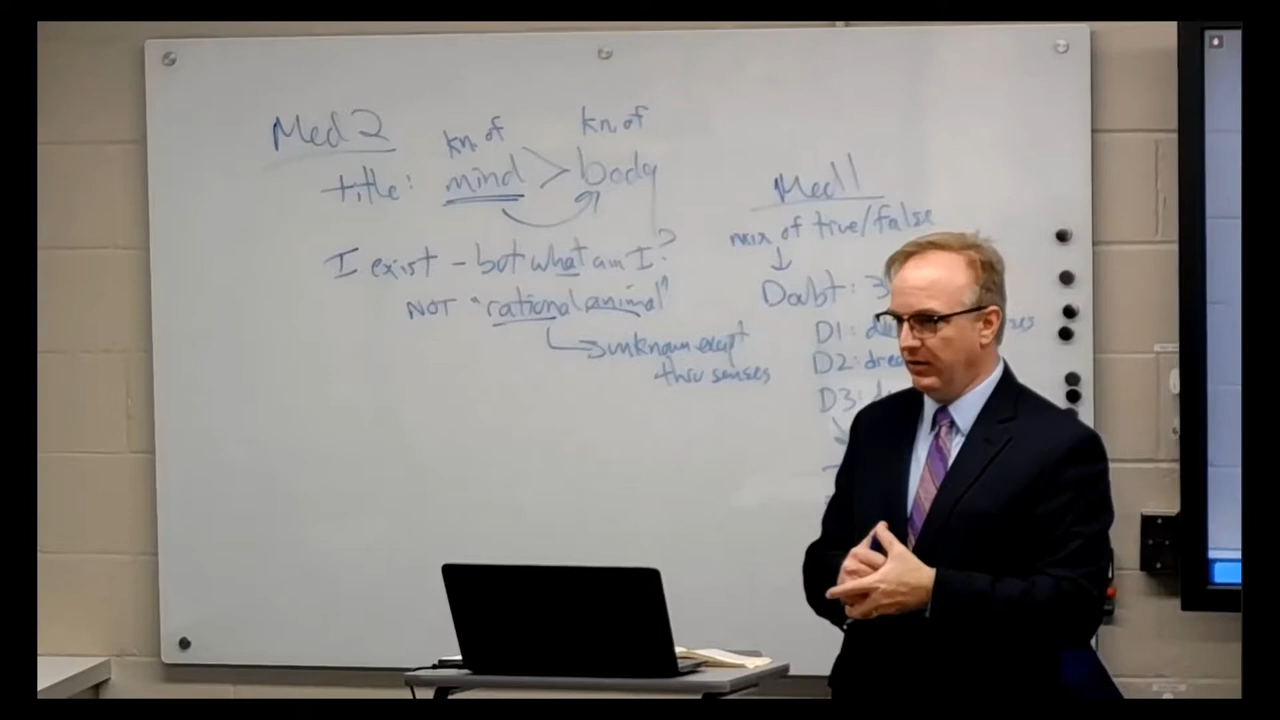 Med 2
kn. of kn. of
title: mind > body
I exist - but what am I?
NOT "rational animal"
unknown except
thru senses
Med 1
mix of true/false
↓
Doubt: 3
D1:
D2:
D3: